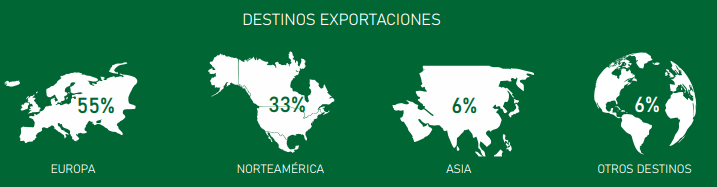 DESTINOS EXPORTACIONES
55%
33%
6%
6%
EUROPA
NORTEAMÉRICA
ASIA
OTROS DESTINOS